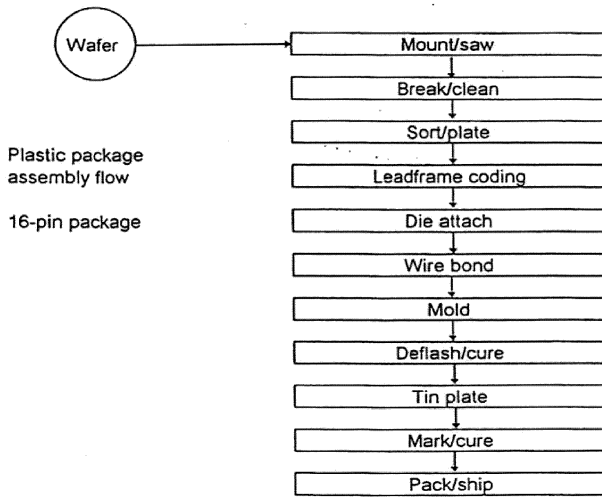 Wafer
Mount/saw
Break/clean
Sort/plate
Plastic package
assembly flow
Leadframe coding
16-pin package
Die attach
Wire bond
Mold
Deflash/cure
Tin plate
Mark/cure
Pack/ship